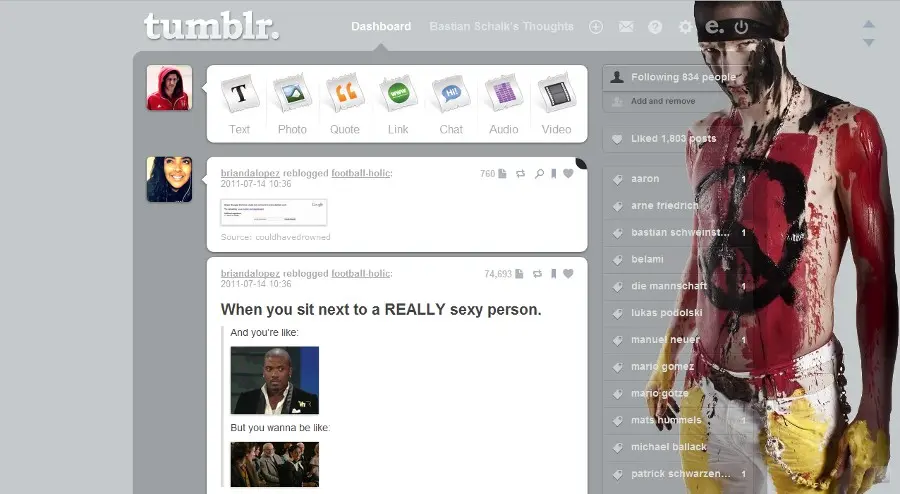 tumblr.
Dashboard
Bastian Schalk's Thoughts
e.
T
Text
Photo
Quote
www
Link
Hi!
Chat
Audio
Video
briandalopez reblogged football-holic:
760
2011-07-14 10:36
Google
Source: couldhavedrowned
briandalopez reblogged football-holic:
74,693
2011-07-14 10:36
When you sit next to a REALLY sexy person.
And you're like:
But you wanna be like:
Following 834 people
Add and remove
Liked 1,803 posts
aaron 1
arne friedrich
bastian schweinst... 1
belami
die mannschaft 1
lukas podolski
manuel neuer 1
mario gomez
mario götze
mats hummels 1
michael ballack
patrick schwarzen... 1